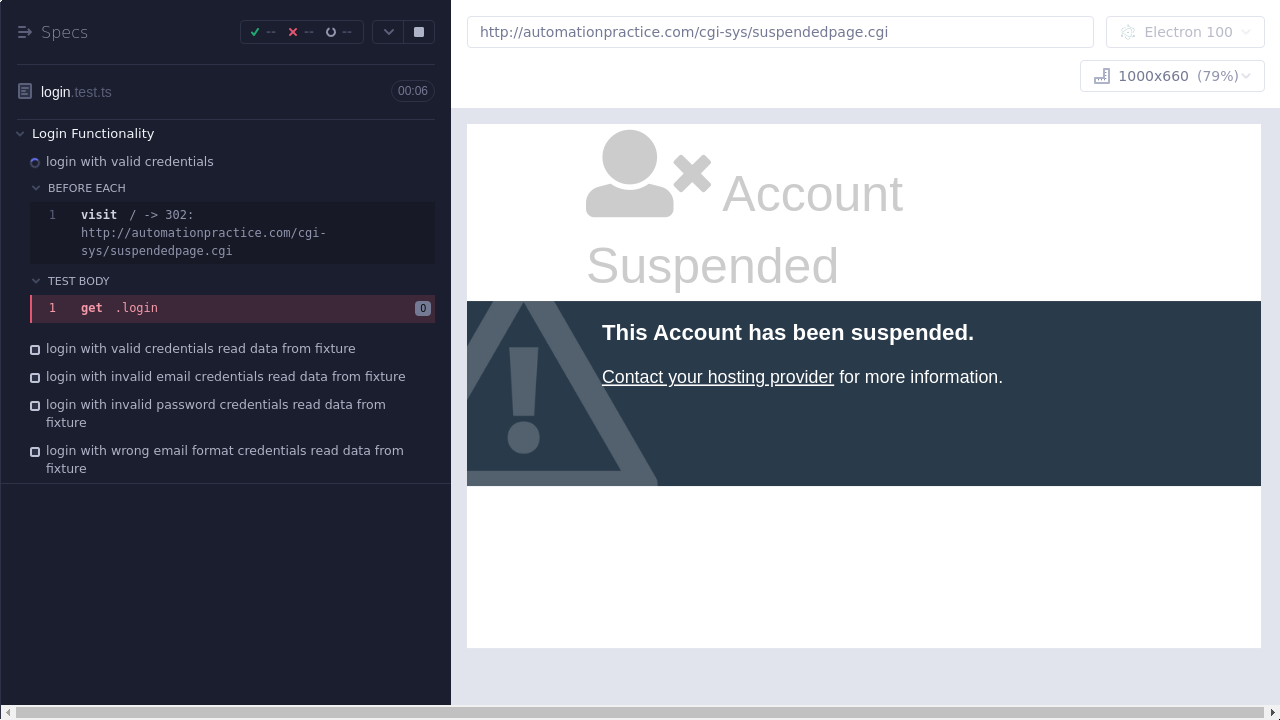 Specs
--
--
--
login.test.ts
00:06
Login Functionality
login with valid credentials
BEFORE EACH
1 visit / -> 302:
http://automationpractice.com/cgi-
sys/suspendedpage.cgi
TEST BODY
1 get .login 0
login with valid credentials read data from fixture
login with invalid email credentials read data from fixture
login with invalid password credentials read data from
fixture
login with wrong email format credentials read data from
fixture
http://automationpractice.com/cgi-sys/suspendedpage.cgi
Electron 100
1000x660 (79%)
Account
Suspended
This Account has been suspended.
Contact your hosting provider for more information.